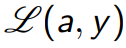 ℒ(a, y)